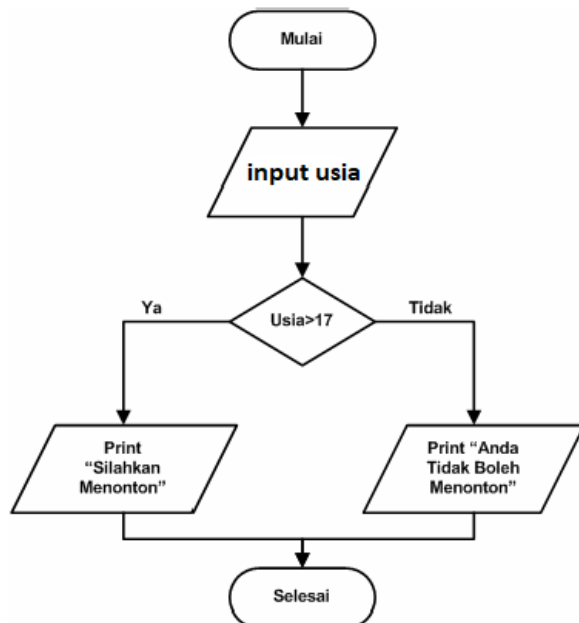 Mulai
input usia
Ya
Usia>17
Tidak
Print
“Silahkan
Menonton”
Print “Anda
Tidak Boleh
Menonton”
Selesai